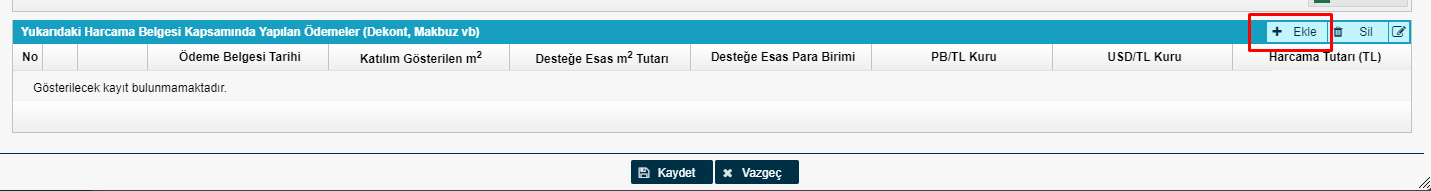 Yukarıdaki Harcama Belgesi Kapsamında Yapılan Ödemeler (Dekont, Makbuz vb) Ekle Sil
No Ödeme Belgesi Tarihi Katılım Gösterilen m² Desteğe Esas m² Tutarı Desteğe Esas Para Birimi PB/TL Kuru USD/TL Kuru Harcama Tutarı (TL)
Gösterilecek kayıt bulunmamaktadır.
Kaydet Vazgeç